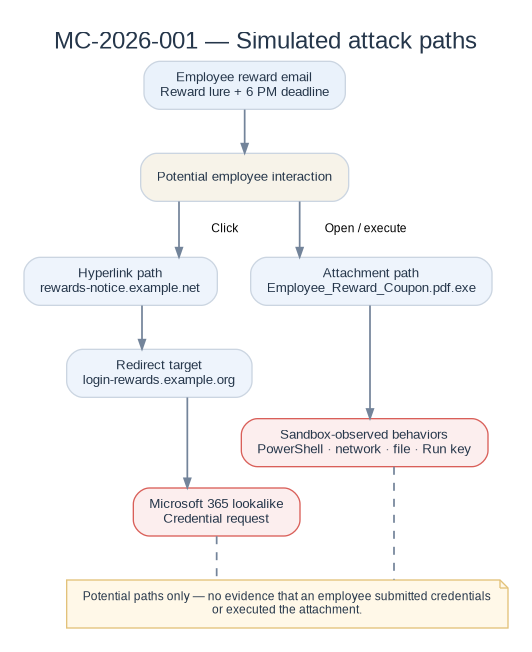 MC-2026-001 — Simulated attack paths
Employee reward email
Reward lure + 6 PM deadline
Potential employee interaction
Click
Open / execute
Hyperlink path
rewards-notice.example.net
Attachment path
Employee_Reward_Coupon.pdf.exe
Redirect target
login-rewards.example.org
Sandbox-observed behaviors
PowerShell · network · file · Run key
Microsoft 365 lookalike
Credential request
Potential paths only — no evidence that an employee submitted credentials
or executed the attachment.